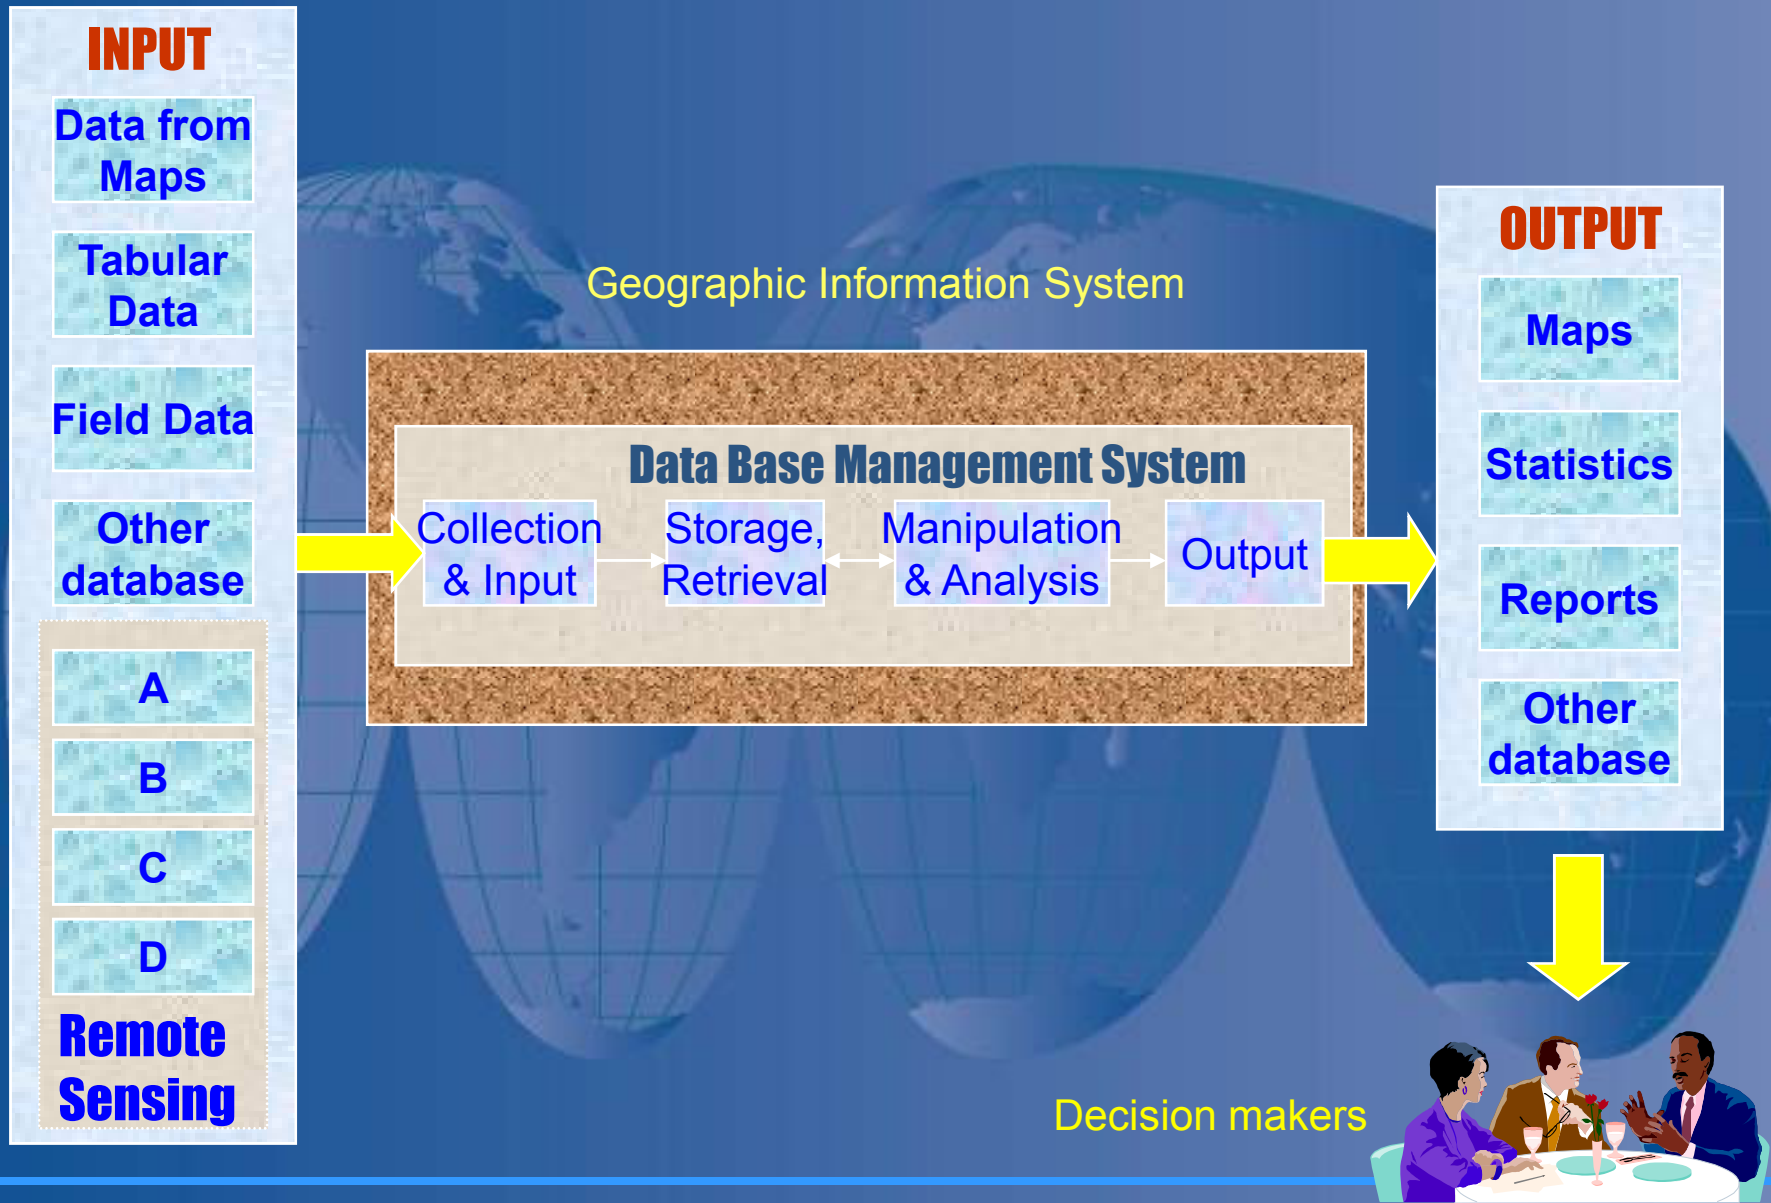 INPUT
Data from
Maps
Tabular
Data
Field Data
Other
database
A
B
C
D
Remote
Sensing
Geographic Information System
Data Base Management System
Collection
& Input
Storage,
Retrieval
Manipulation
& Analysis
Output
OUTPUT
Maps
Statistics
Reports
Other
database
Decision makers